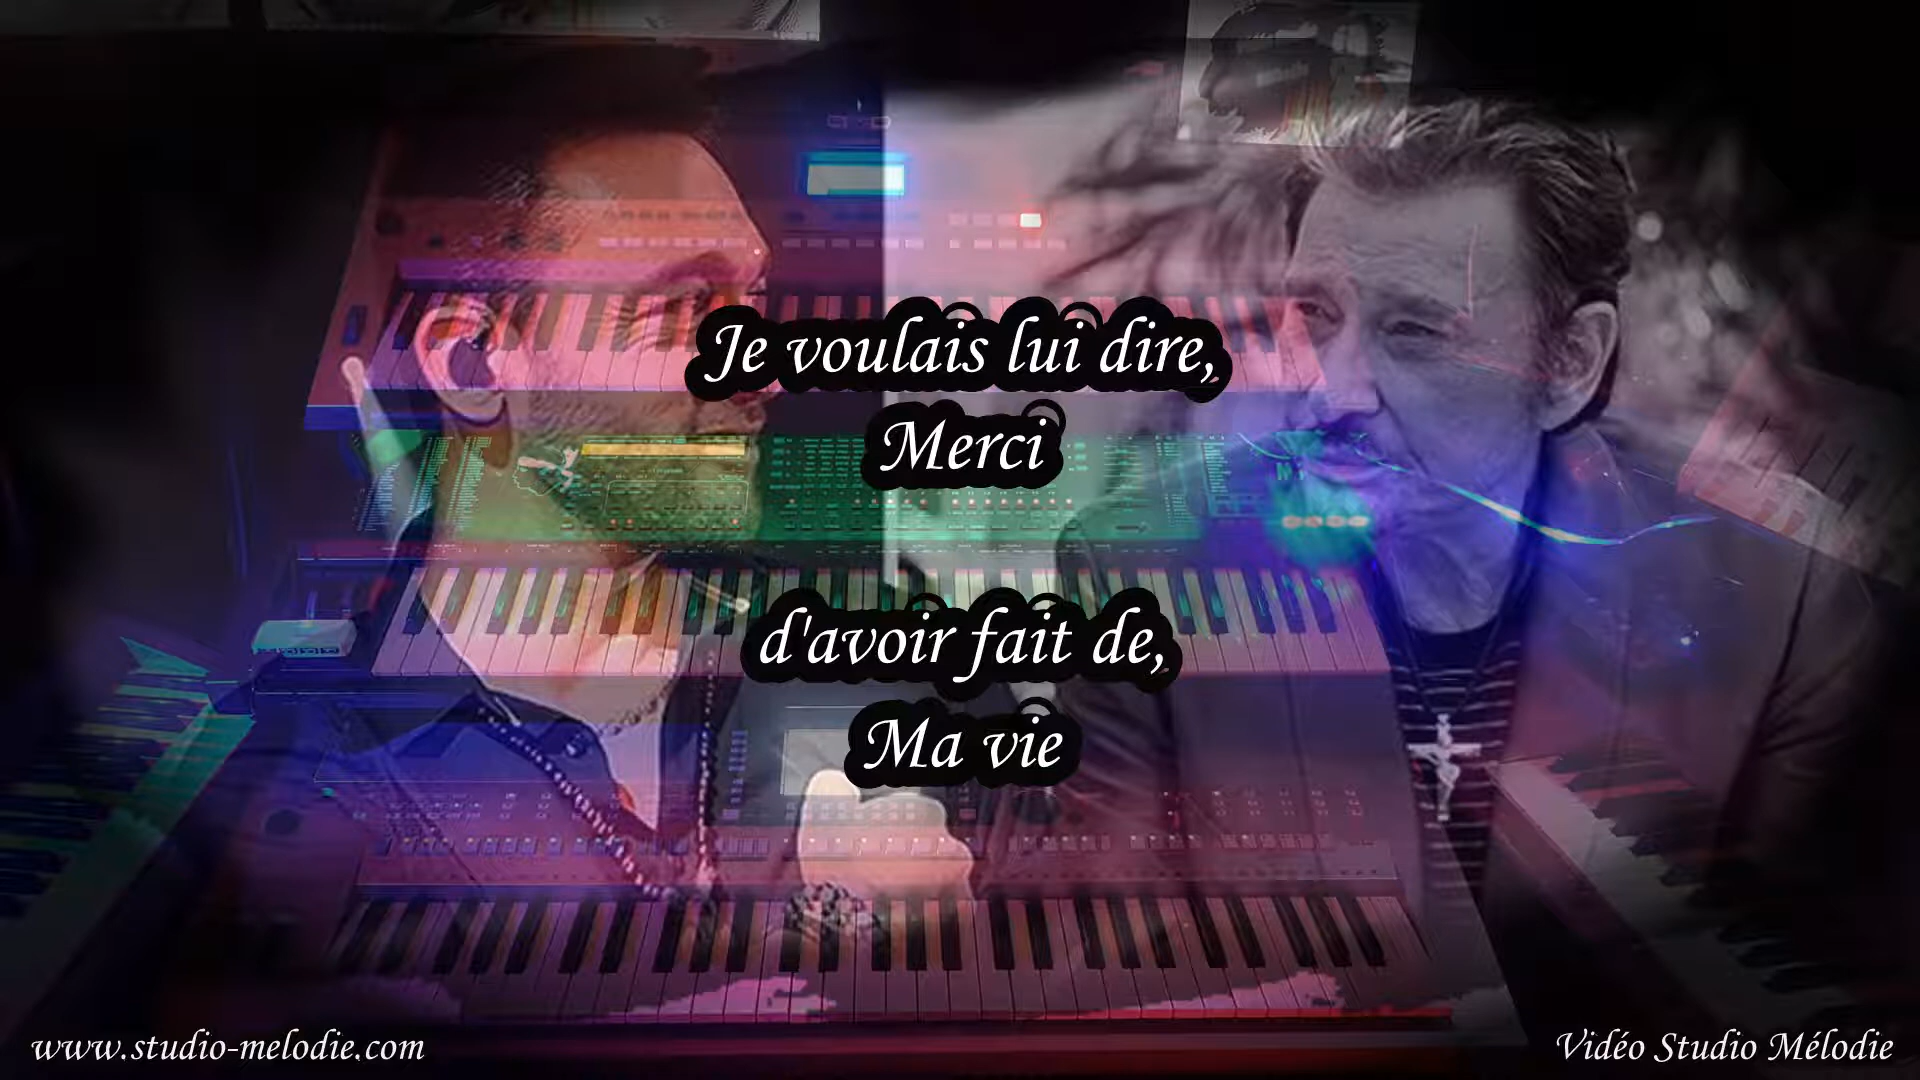 Je voulais lui dire,
Merci
d'avoir fait de,
Ma vie
www.studio-melodie.com
Vidéo Studio Mélodie